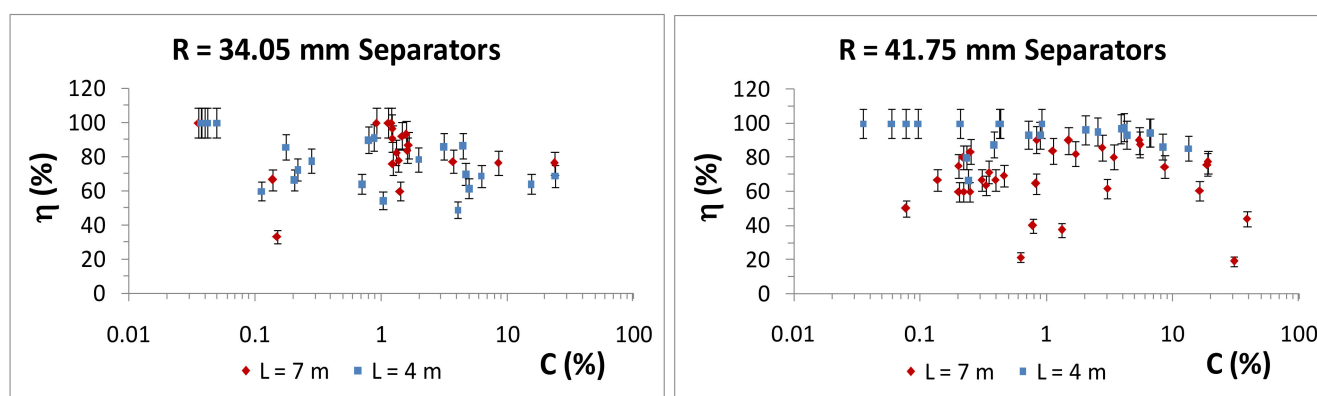 R = 34.05 mm Separators
120
100
80
60
40
20
0
η (%)
0.01 0.1 1 10 100
C (%)
L = 7 m L = 4 m
R = 41.75 mm Separators
120
100
80
60
40
20
0
η (%)
0.01 0.1 1 10 100
C (%)
L = 7 m L = 4 m